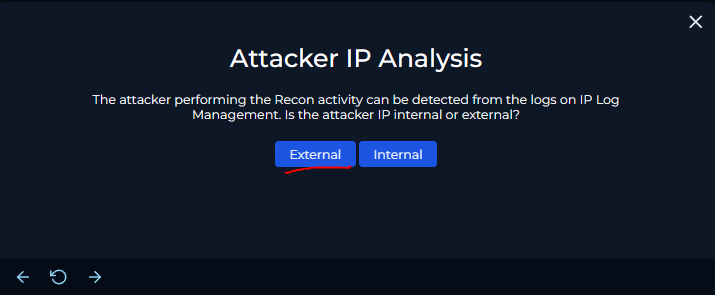 Attacker IP Analysis
The attacker performing the Recon activity can be detected from the logs on IP Log
Management. Is the attacker IP internal or external?
External Internal